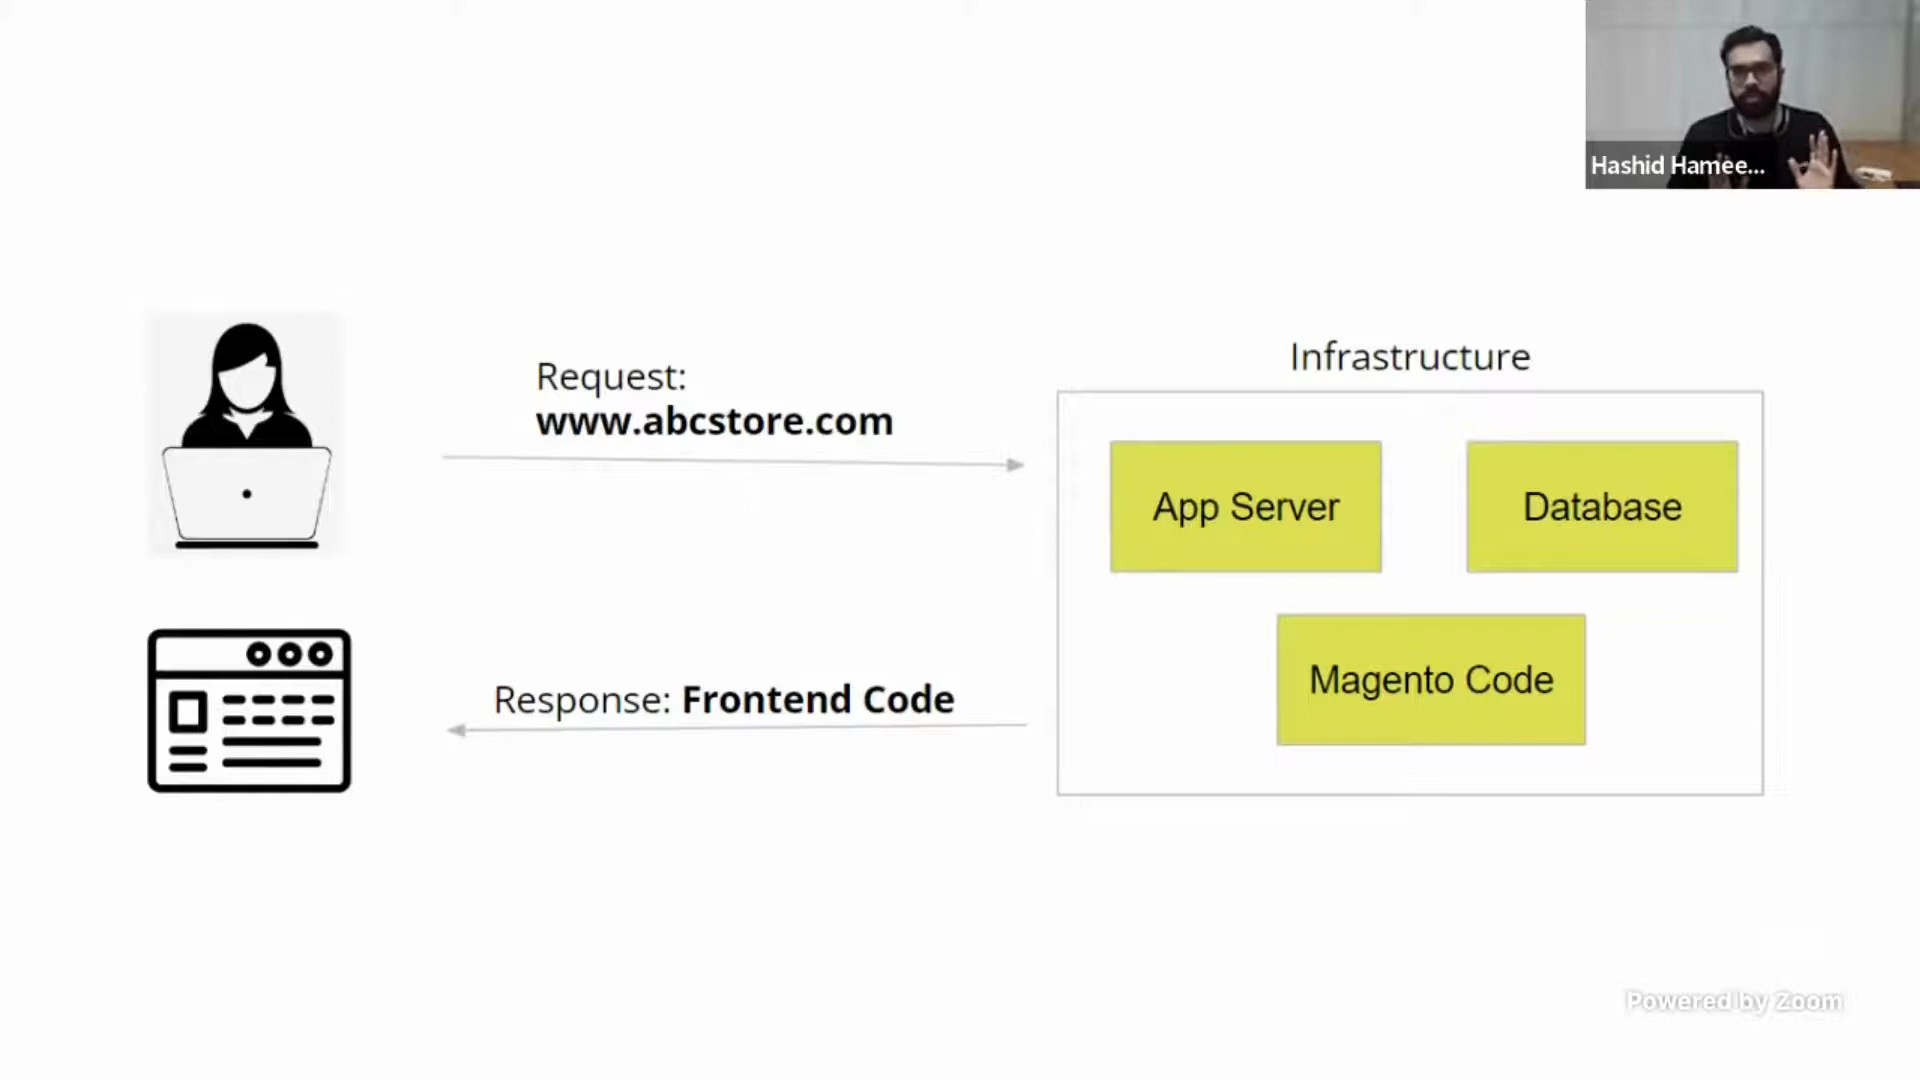 Hashid Hamee...
Infrastructure
Request:
www.abcstore.com
App Server
Database
Magento Code
Response: Frontend Code
Powered by Zoom